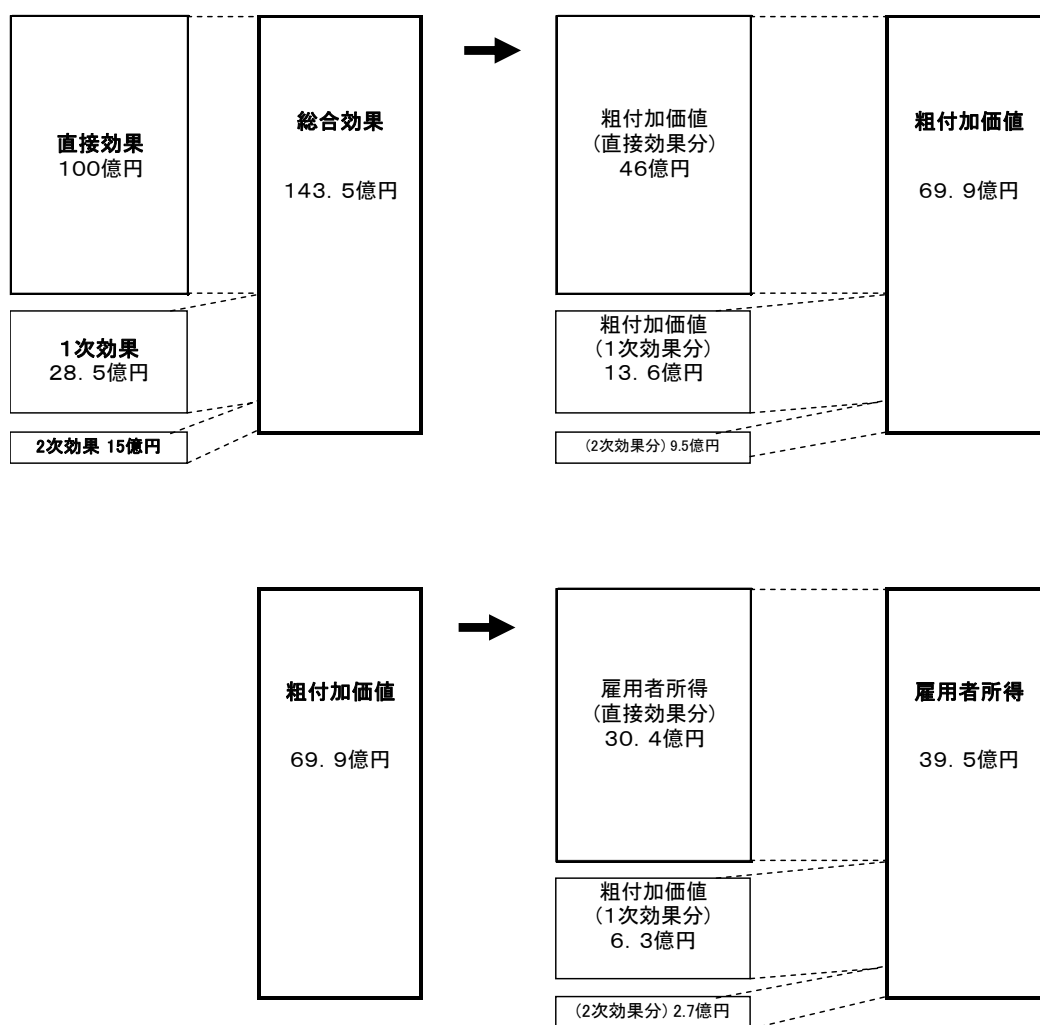 直接効果
100億円
総合効果
143. 5億円
粗付加価値
(直接効果分)
46億円
粗付加価値
69. 9億円
1次効果
28. 5億円
粗付加価値
(1次効果分)
13. 6億円
2次効果 15億円
(2次効果分) 9.5億円
粗付加価値
69. 9億円
雇用者所得
(直接効果分)
30. 4億円
雇用者所得
39. 5億円
粗付加価値
(1次効果分)
6. 3億円
(2次効果分) 2.7億円